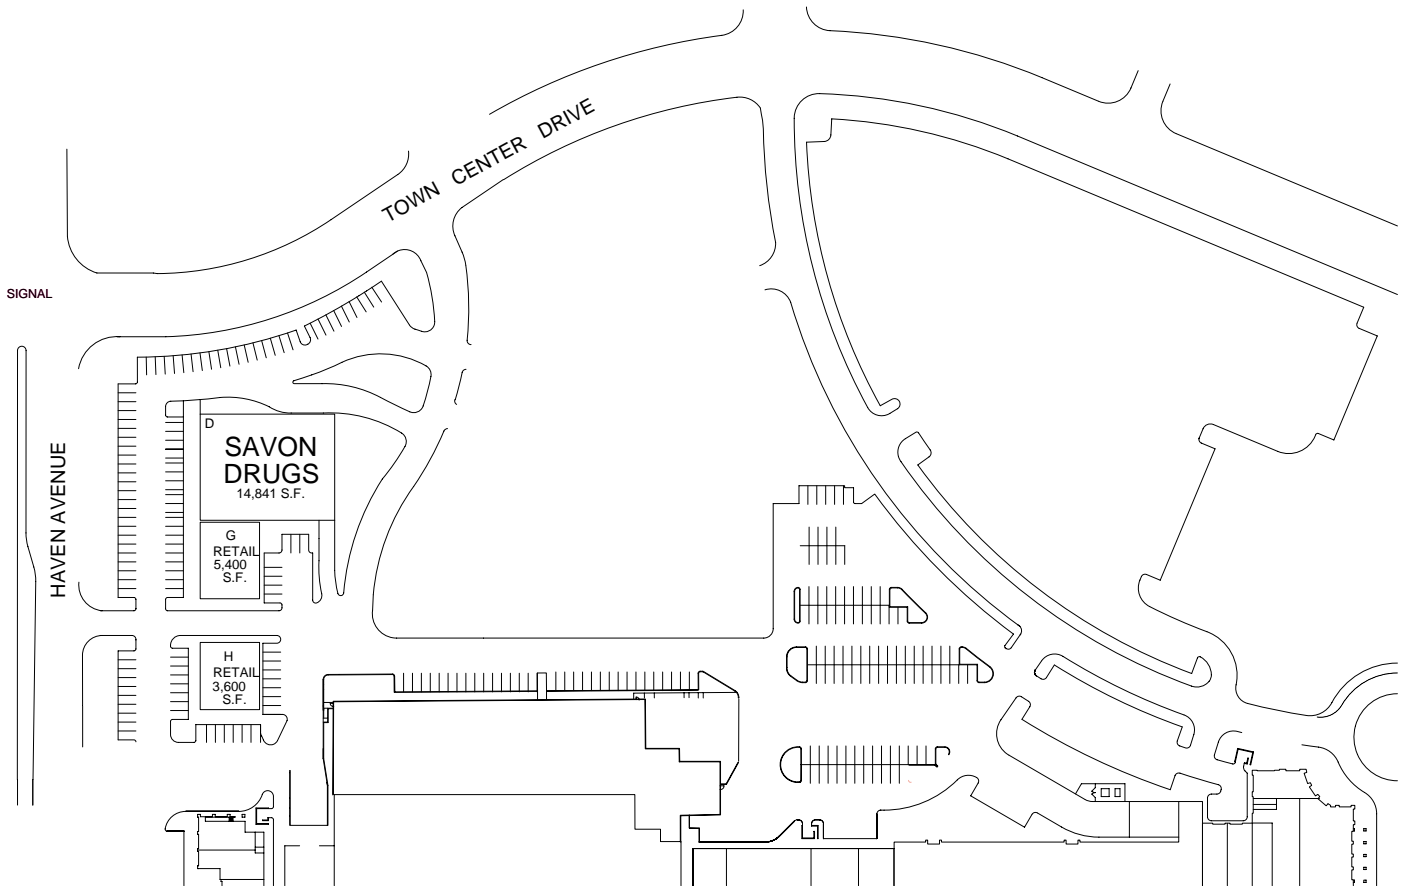 TOWN CENTER DRIVE
SIGNAL
HAVEN AVENUE
D
SAVON
DRUGS
14,841 S.F.
G
RETAIL
5,400
S.F.
H
RETAIL
3,600
S.F.